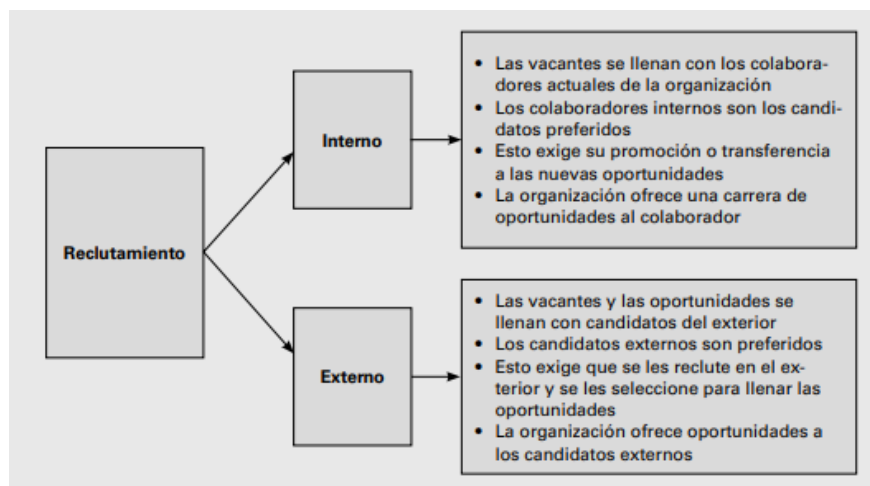 Reclutamiento
Interno
• Las vacantes se llenan con los colabora-
dores actuales de la organización
• Los colaboradores internos son los candi-
datos preferidos
• Esto exige su promoción o transferencia
a las nuevas oportunidades
• La organización ofrece una carrera de
oportunidades al colaborador
Externo
• Las vacantes y las oportunidades se
llenan con candidatos del exterior
• Los candidatos externos son preferidos
• Esto exige que se les reclute en el ex-
terior y se les seleccione para llenar las
oportunidades
• La organización ofrece oportunidades a
los candidatos externos